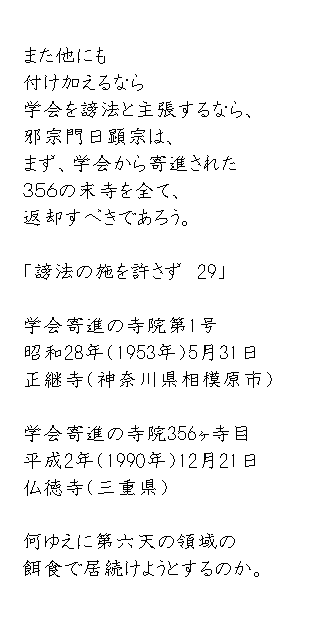 また他にも
付け加えるなら
学会を謗法と主張するなら、
邪宗門日顕宗は、
まず、学会から寄進された
356の末寺を全て、
返却すべきであろう。
「謗法の施を許さず 29」
学会寄進の寺院第1号
昭和28年(1953年)5月31日
正継寺(神奈川県相模原市)
学会寄進の寺院356ヶ寺目
平成2年(1990年)12月21日
仏徳寺(三重県)
何ゆえに第六天の領域の
餌食で居続けようとするのか。